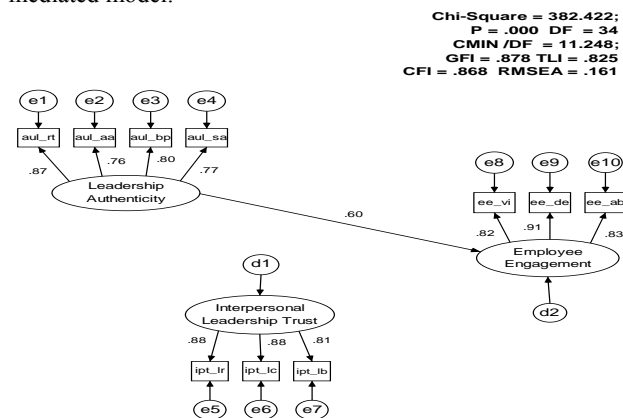 mediated model.
Chi-Square = 382.422;
P = .000 DF = 34
CMIN /DF = 11.248;
GFI = .878 TLI = .825
CFI = .868 RMSEA = .161
e1 e2 e3 e4
aul_rt aul_aa aul_bp aul_sa
.87 .76 .80 .77
Leadership
Authenticity
e8 e9 e10
ee_vi ee_de ee_ab
.82 .91 .83
.60
Employee
Engagement
d1
d2
Interpersonal
Leadership Trust
.88 .88 .81
ipt_lr ipt_lc ipt_lb
e5 e6 e7